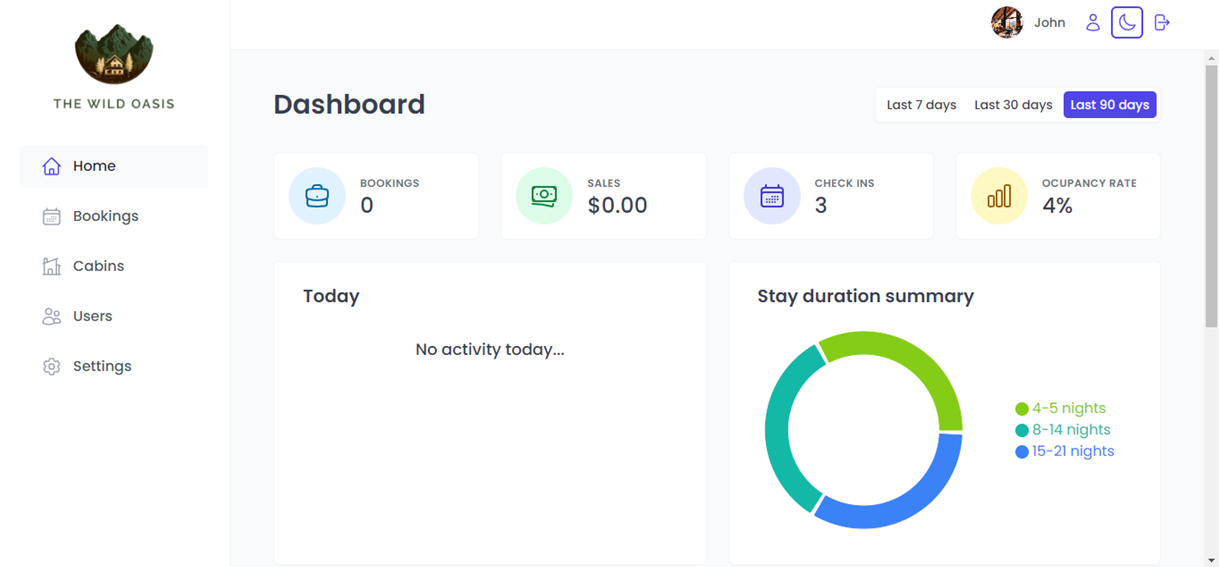 John
THE WILD OASIS
Home
Bookings
Cabins
Users
Settings
Dashboard
Last 7 days Last 30 days Last 90 days
BOOKINGS
0
SALES
$0.00
CHECK INS
3
OCUPANCY RATE
4%
Today
No activity today...
Stay duration summary
4-5 nights
8-14 nights
15-21 nights